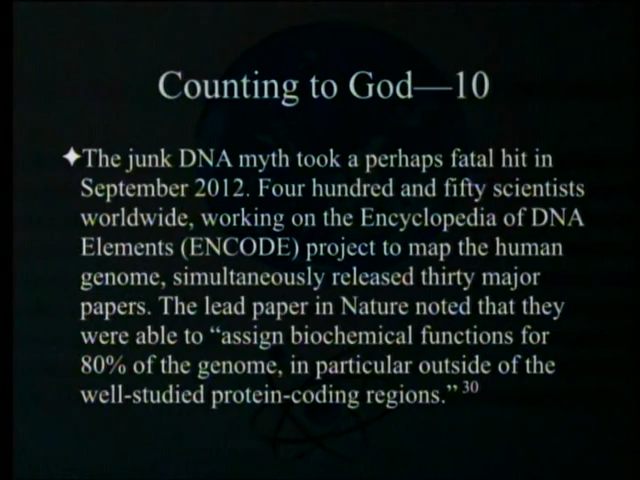 Counting to God—10
✦The junk DNA myth took a perhaps fatal hit in
September 2012. Four hundred and fifty scientists
worldwide, working on the Encyclopedia of DNA
Elements (ENCODE) project to map the human
genome, simultaneously released thirty major
papers. The lead paper in Nature noted that they
were able to “assign biochemical functions for
80% of the genome, in particular outside of the
well-studied protein-coding regions.” 30